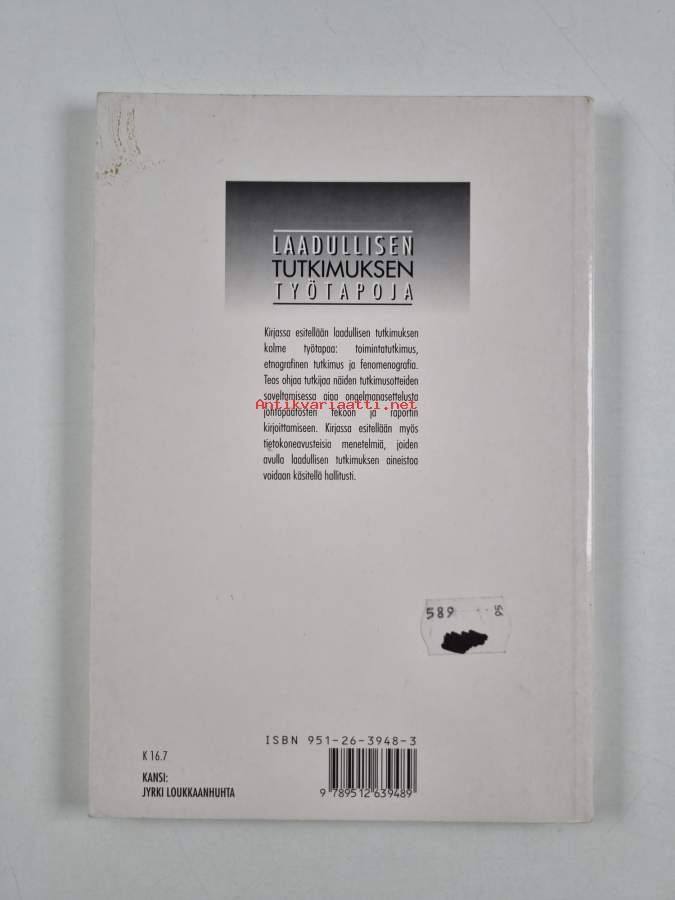 LAADULLISEN
TUTKIMUKSEN
TYÖTAPOJA
Kirjassa esitellään laadullisen tutkimuksen
kolme työtapaa: toimintatutkimus,
etnografinen tutkimus ja fenomenografia.
Teos ohjaa tutkijaa näiden tutkimusotteiden
soveltamisessa aina ongelmanasettelusta
Antikvariaatti.net
johtopäätösten tekoon ja raportin
kirjoittamiseen. Kirjassa esitellään myös
tietokoneavusteisia menetelmiä, joiden
avulla laadullisen tutkimuksen aineistoa
voidaan käsitellä hallitusti.
589
95
ISBN 951-26-3948-3
K 16.7
KANSI:
JYRKI LOUKKAANHUHTA
9 789512 639489